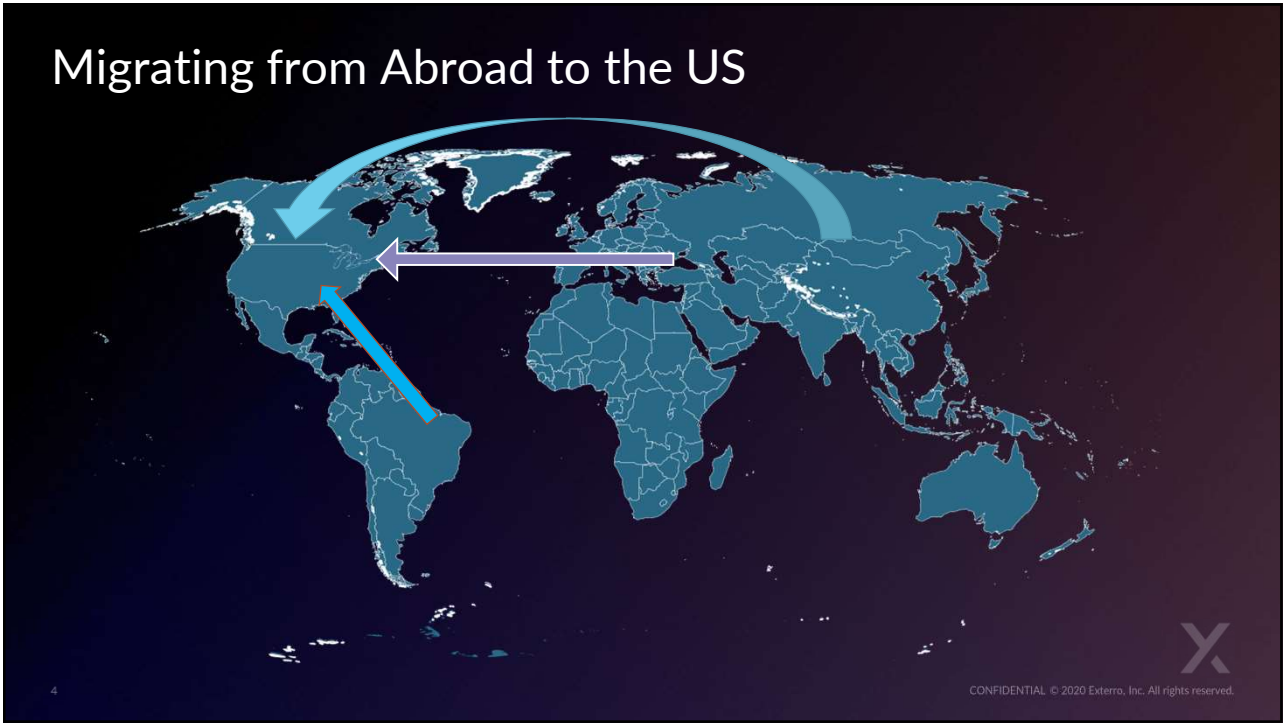 Migrating from Abroad to the US
4
CONFIDENTIAL © 2020 Exterro, Inc. All rights reserved.